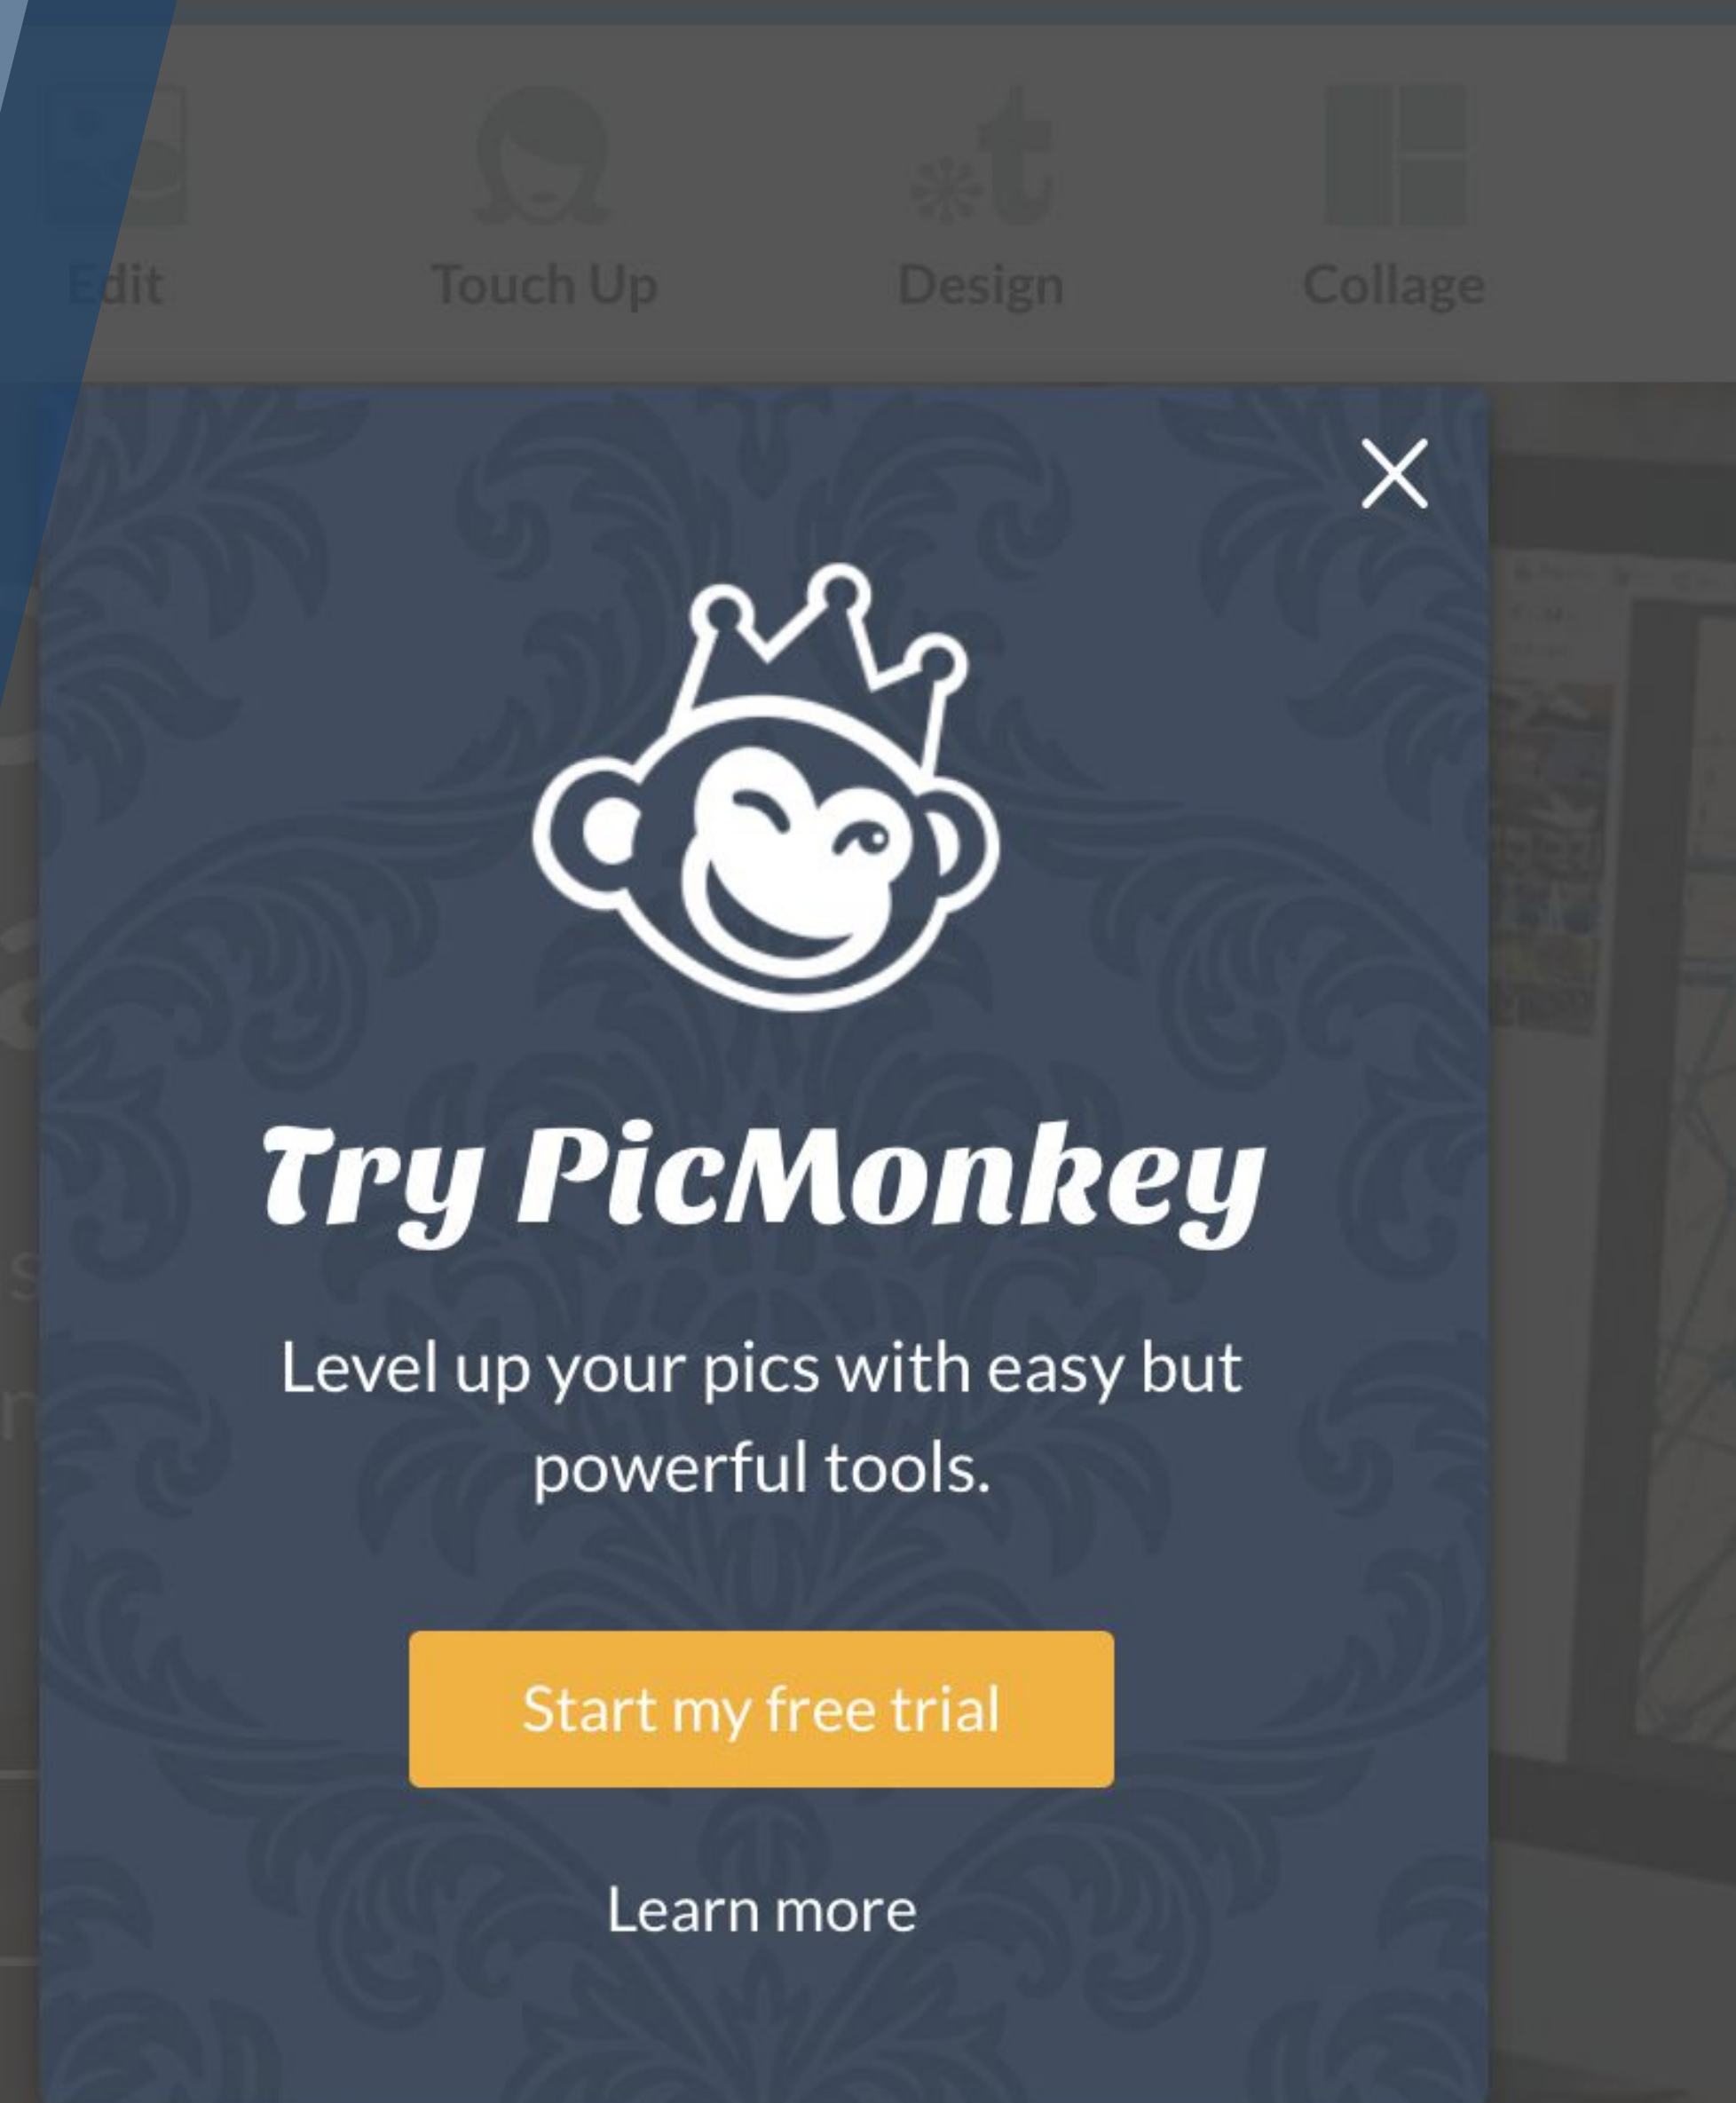 Edit
Touch Up
t
Design
Collage
Try PicMonkey
Level up your pics with easy but
powerful tools.
Start my free trial
Learn more